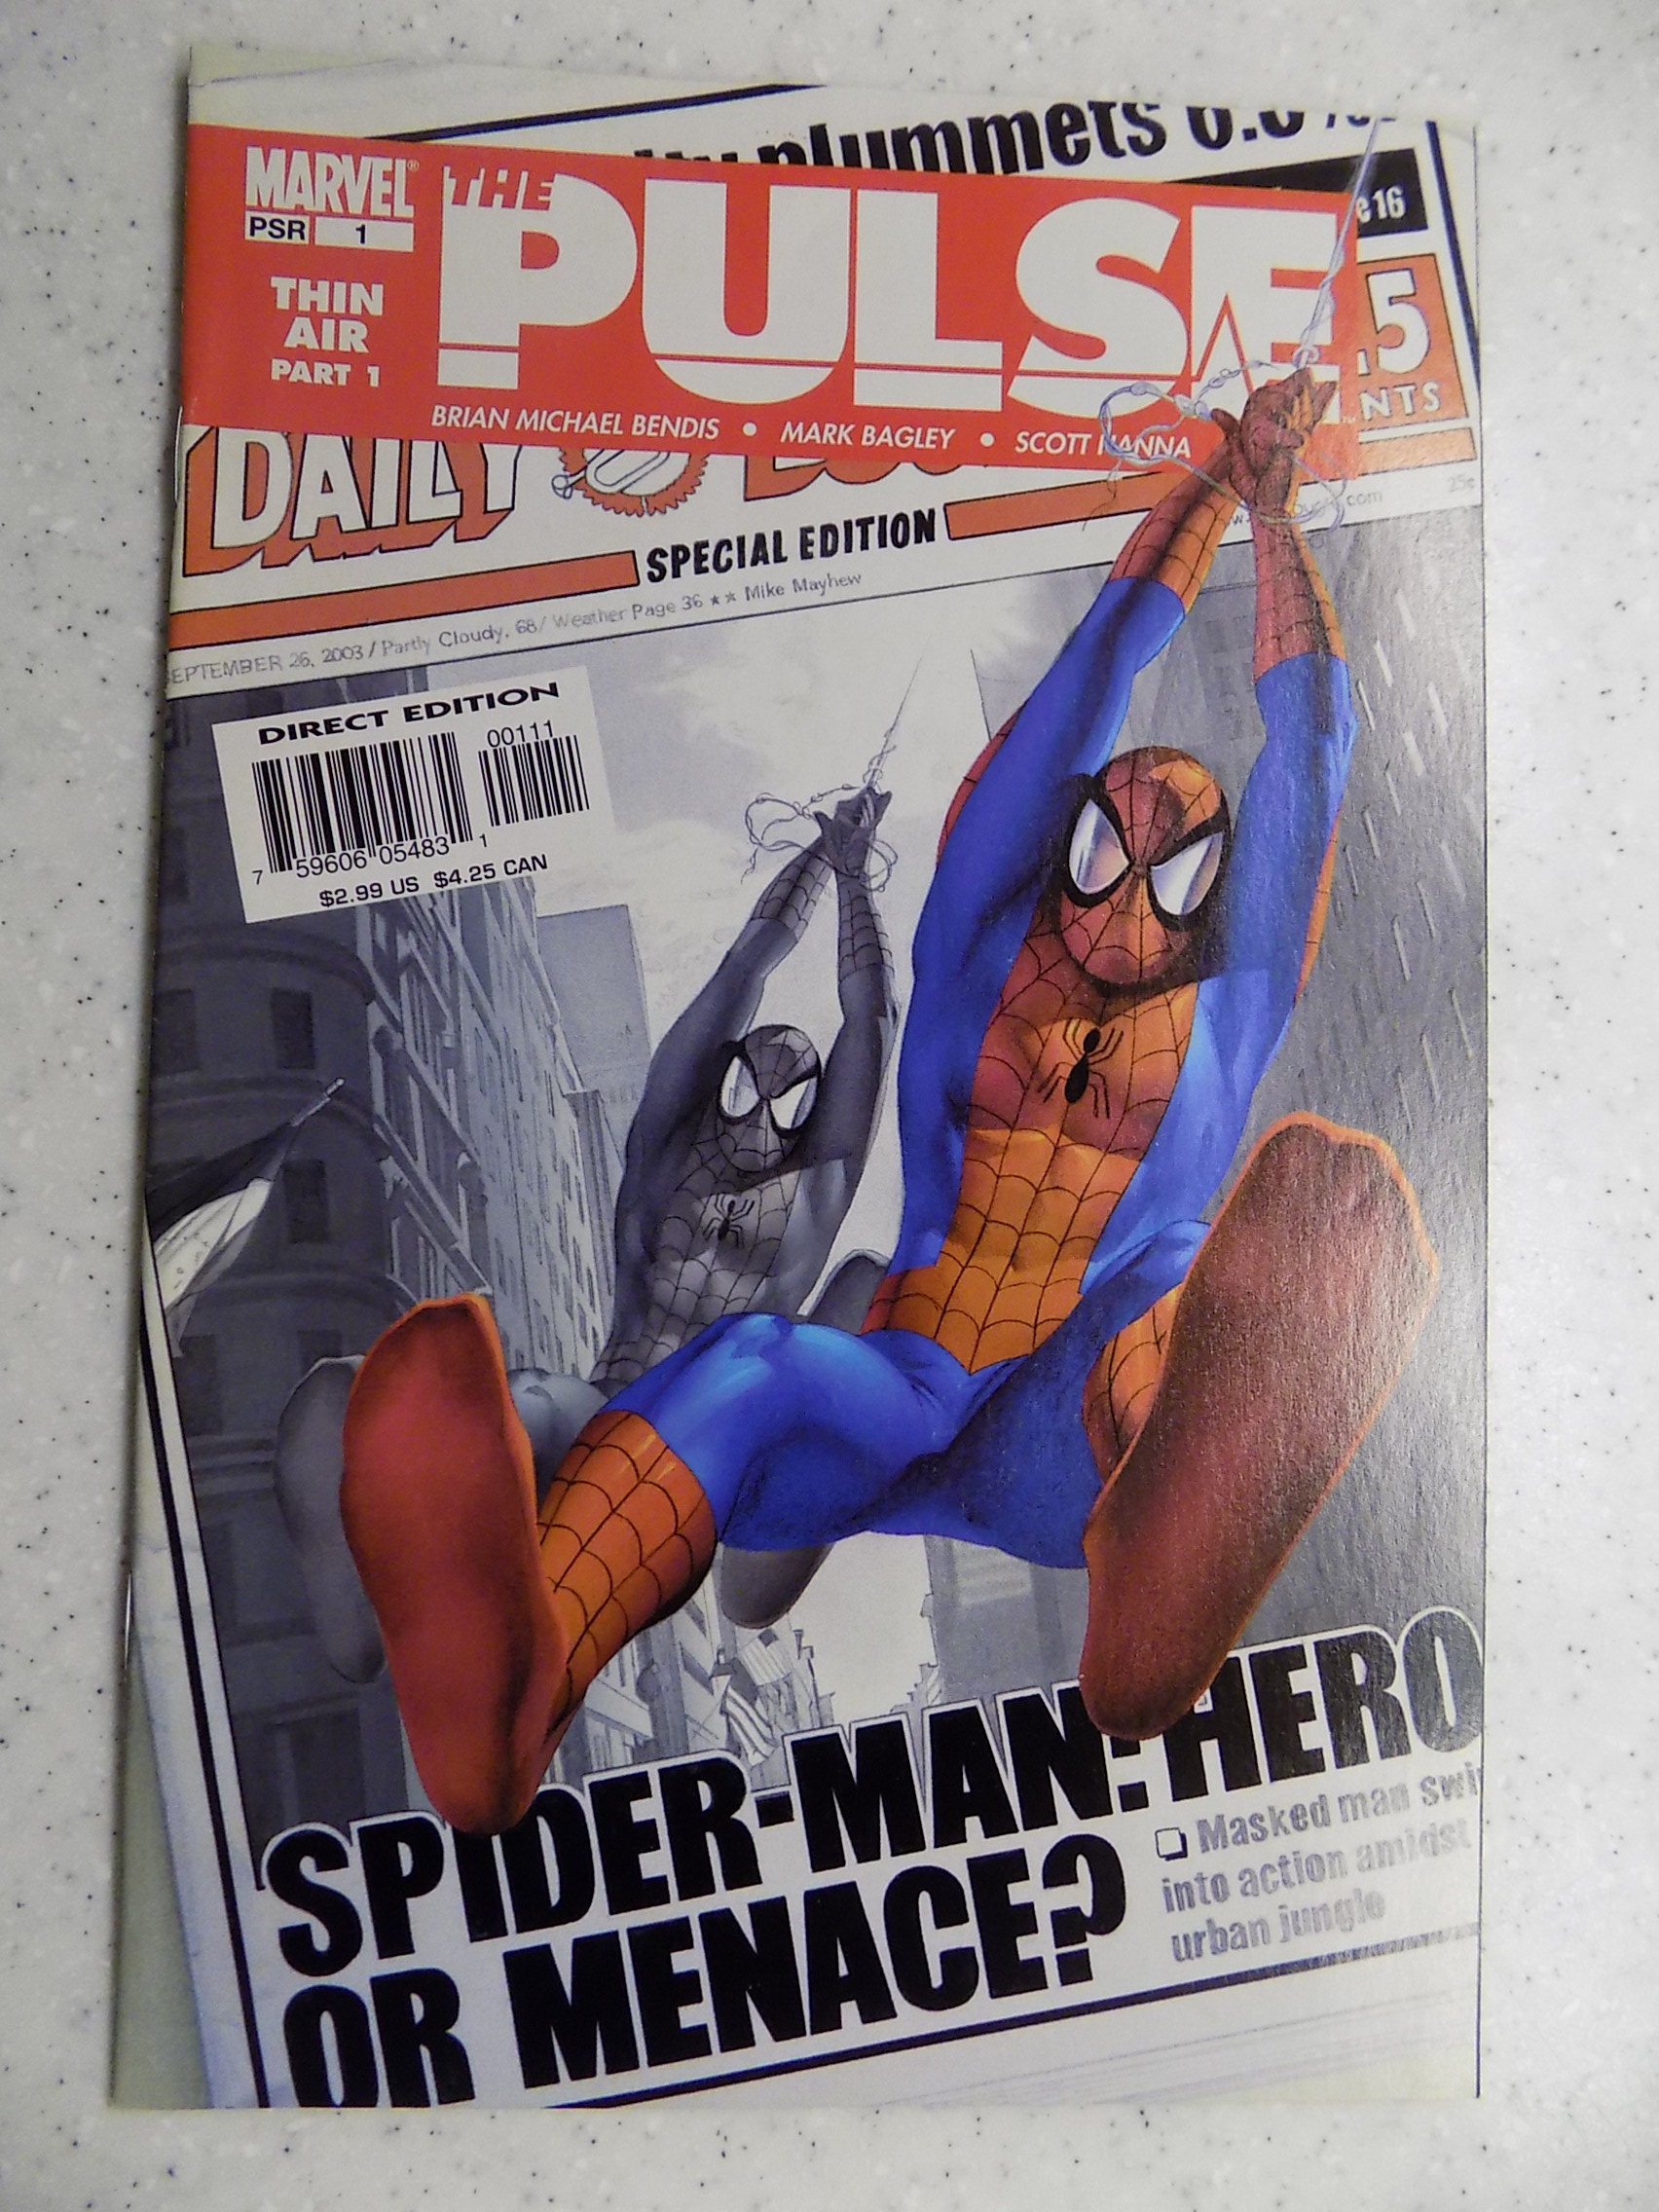 plummets
MARVEL®
PSR 1
THE
PULSE
e 16
THIN
AIR
PART 1
5
NTS
BRIAN MICHAEL BENDIS • MARK BAGLEY • SCOTT HANNA
DAILY
25¢
SPECIAL EDITION
SEPTEMBER 26, 2003 / Partly Cloudy, 68/ Weather Page 36 ★★ Mike Mayhew
DIRECT EDITION
00111
7 59606 05483 1
$2.99 US $4.25 CAN
SPIDER-MAN: HERO
OR MENACE?
❏ Masked man swi
into action amidst
urban jungle